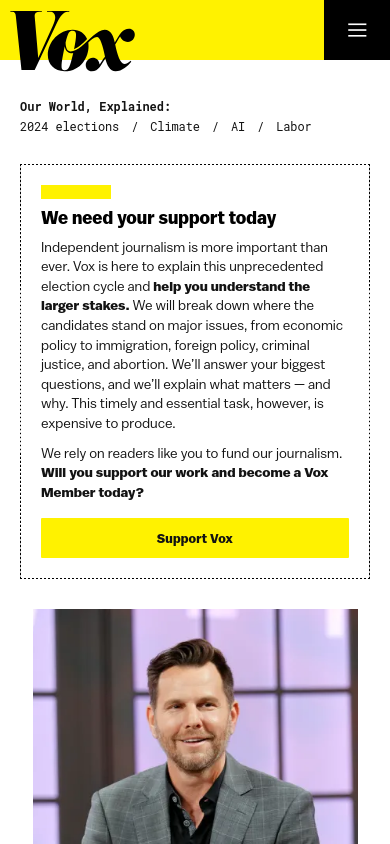 Vox
Our World, Explained:
2024 elections / Climate / AI / Labor
We need your support today
Independent journalism is more important than
ever. Vox is here to explain this unprecedented
election cycle and help you understand the
larger stakes. We will break down where the
candidates stand on major issues, from economic
policy to immigration, foreign policy, criminal
justice, and abortion. We’ll answer your biggest
questions, and we’ll explain what matters — and
why. This timely and essential task, however, is
expensive to produce.
We rely on readers like you to fund our journalism.
Will you support our work and become a Vox
Member today?
Support Vox